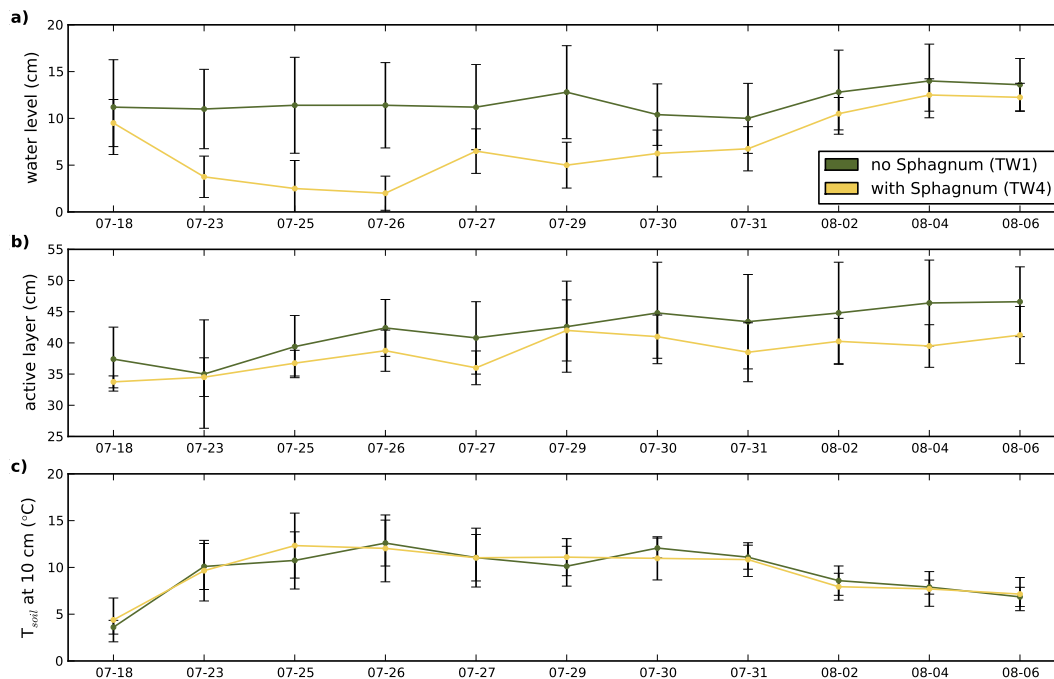 a)
water level (cm)
20
15
10
5
0
no Sphagnum (TW1)
with Sphagnum (TW4)
07-18 07-23 07-25 07-26 07-27 07-29 07-30 07-31 08-02 08-04 08-06
b)
active layer (cm)
55
50
45
40
35
30
25
07-18 07-23 07-25 07-26 07-27 07-29 07-30 07-31 08-02 08-04 08-06
c)
T_soil at 10 cm (°C)
20
15
10
5
0
07-18 07-23 07-25 07-26 07-27 07-29 07-30 07-31 08-02 08-04 08-06